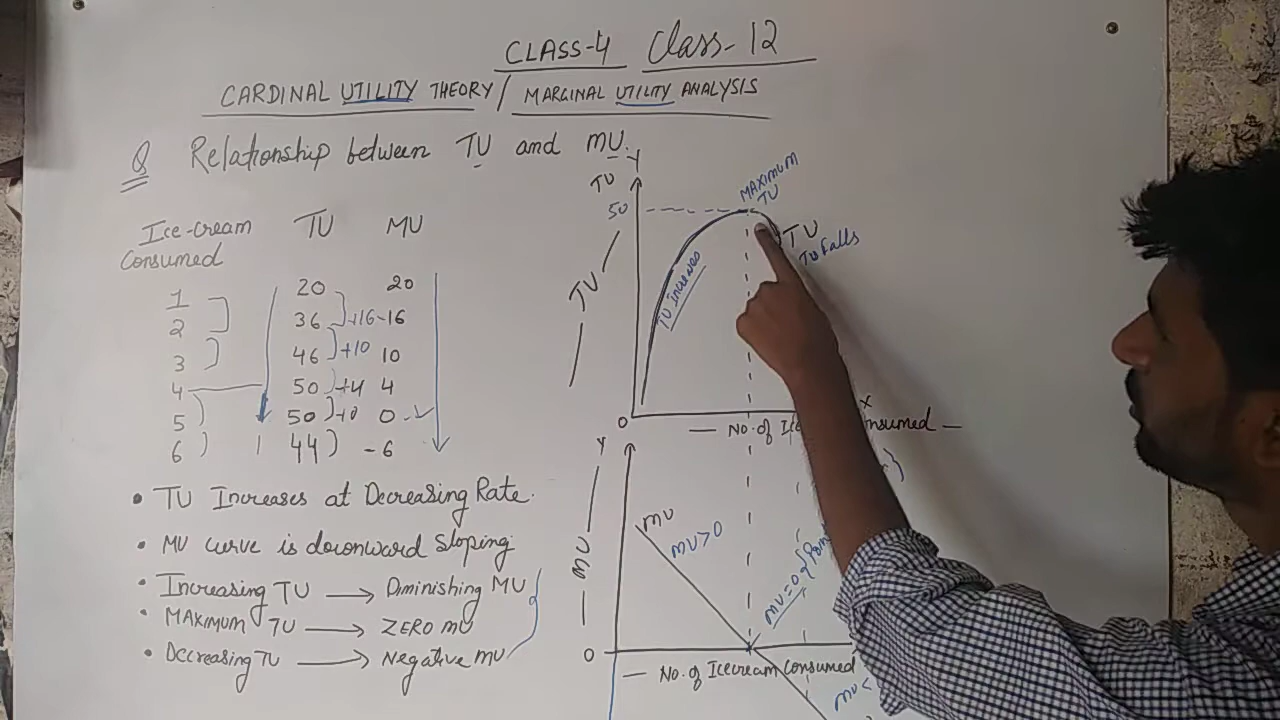 CLASS-4 Class-12
CARDINAL UTILITY THEORY/ MARGINAL UTILITY ANALYSIS
Q Relationship between TU and MU.
Ice-cream Consumed TU MU
1 20 20
2 36 +16 -16
3 46 +10 10
4 50 +4 4
5 50 +0 0
6 44 -6
• TU Increases at Decreasing Rate.
• MU curve is downward Sloping
• Increasing TU → Diminishing MU
• MAXIMUM TU → ZERO MU
• Decreasing TU → Negative MU
Y
TU
50
MAXIMUM
TU
TU
TU Falls
TU Increases
TU
O
X
No. of Ice consumed
Y
MU
MU
MU>0
MU=0
O
No. of Icecream Consumed
MU<